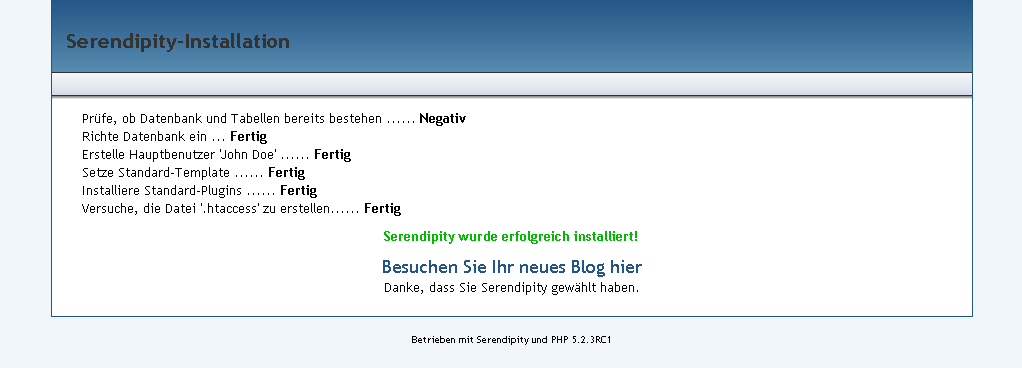 Serendipity-Installation
Prüfe, ob Datenbank und Tabellen bereits bestehen ...... Negativ
Richte Datenbank ein ... Fertig
Erstelle Hauptbenutzer 'John Doe' ...... Fertig
Setze Standard-Template ...... Fertig
Installiere Standard-Plugins ...... Fertig
Versuche, die Datei '.htaccess' zu erstellen...... Fertig
Serendipity wurde erfolgreich installiert!
Besuchen Sie Ihr neues Blog hier
Danke, dass Sie Serendipity gewählt haben.
Betrieben mit Serendipity und PHP 5.2.3RC1